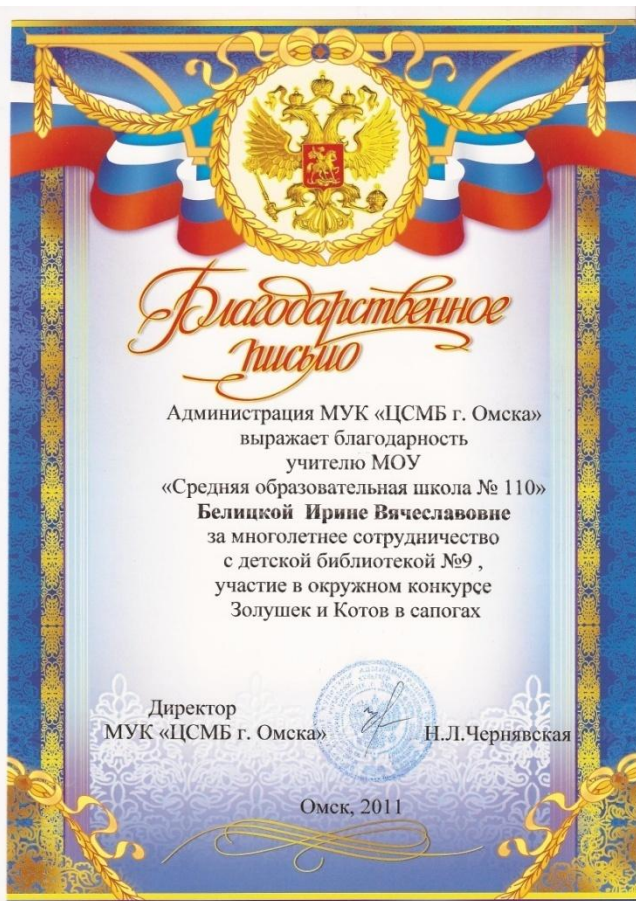 Благодарственное
письмо
Администрация МУК «ЦСМБ г. Омска»
выражает благодарность
учителю МОУ
«Средняя образовательная школа № 110»
Белицкой Ирине Вячеславовне
за многолетнее сотрудничество
с детской библиотекой №9 ,
участие в окружном конкурсе
Золушек и Котов в сапогах
Директор
МУК «ЦСМБ г. Омска»
Н.Л.Чернявская
Омск, 2011